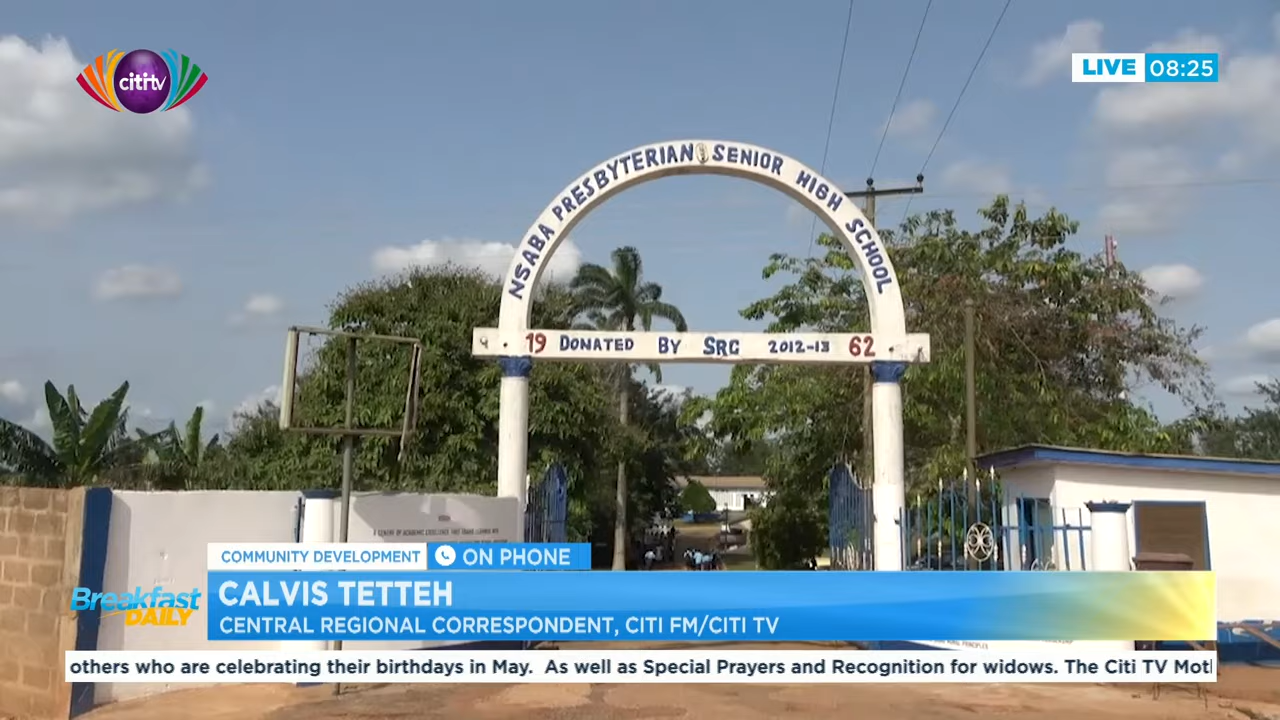 citi tv
LIVE 08:25
NSABA PRESBYTERIAN SENIOR HIGH SCHOOL
19 DONATED BY SRC 2012-13 62
COMMUNITY DEVELOPMENT ON PHONE
Breakfast DAILY
CALVIS TETTEH
CENTRAL REGIONAL CORRESPONDENT, CITI FM/CITI TV
others who are celebrating their birthdays in May. As well as Special Prayers and Recognition for widows. The Citi TV Mot